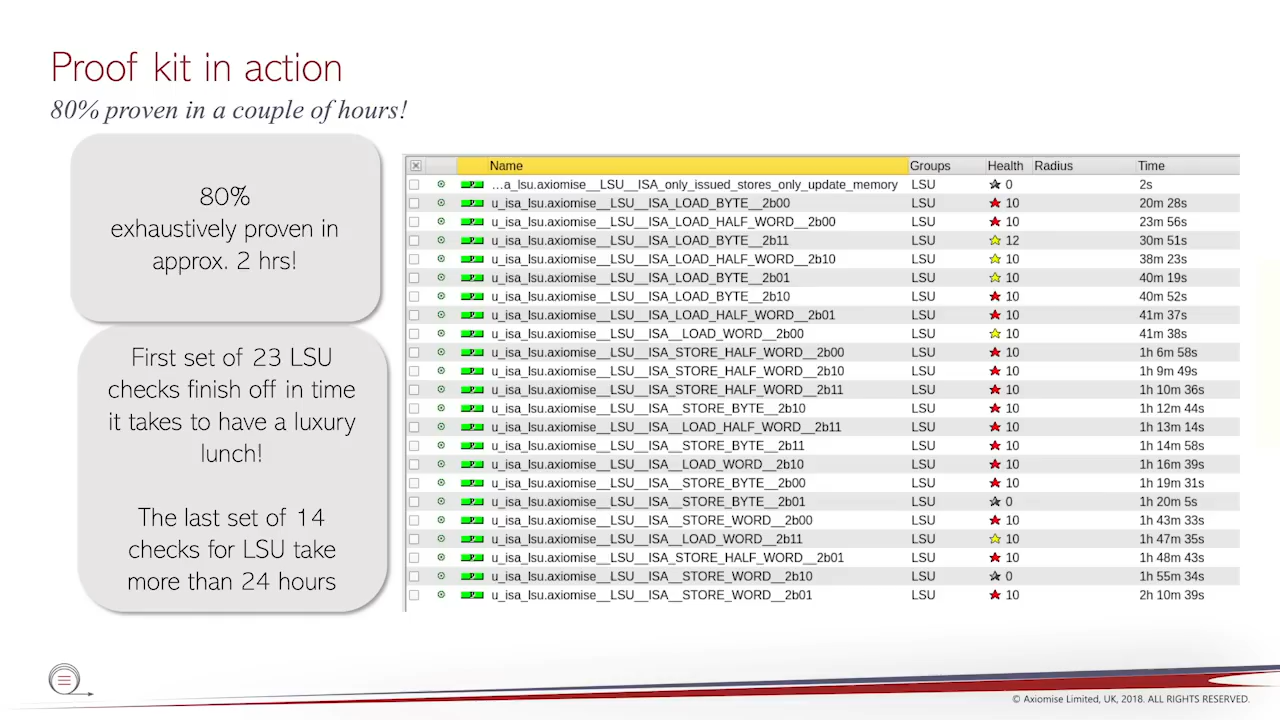 Proof kit in action
80% proven in a couple of hours!
80%
exhaustively proven in
approx. 2 hrs!
First set of 23 LSU
checks finish off in time
it takes to have a luxury
lunch!
The last set of 14
checks for LSU take
more than 24 hours
Name Groups Health Radius Time
P ...a_lsu.axiomise__LSU__ISA_only_issued_stores_only_update_memory LSU 0 2s
P u_isa_lsu.axiomise__LSU__ISA_LOAD_BYTE__2b00 LSU 10 20m 28s
P u_isa_lsu.axiomise__LSU__ISA_LOAD_HALF_WORD__2b00 LSU 10 23m 56s
P u_isa_lsu.axiomise__LSU__ISA_LOAD_BYTE__2b11 LSU 12 30m 51s
P u_isa_lsu.axiomise__LSU__ISA_LOAD_HALF_WORD__2b10 LSU 10 38m 23s
P u_isa_lsu.axiomise__LSU__ISA_LOAD_BYTE__2b01 LSU 10 40m 19s
P u_isa_lsu.axiomise__LSU__ISA_LOAD_BYTE__2b10 LSU 10 40m 52s
P u_isa_lsu.axiomise__LSU__ISA_LOAD_HALF_WORD__2b01 LSU 10 41m 37s
P u_isa_lsu.axiomise__LSU__ISA__LOAD_WORD__2b00 LSU 10 41m 38s
P u_isa_lsu.axiomise__LSU__ISA_STORE_HALF_WORD__2b00 LSU 10 1h 6m 58s
P u_isa_lsu.axiomise__LSU__ISA_STORE_HALF_WORD__2b10 LSU 10 1h 9m 49s
P u_isa_lsu.axiomise__LSU__ISA_STORE_HALF_WORD__2b11 LSU 10 1h 10m 36s
P u_isa_lsu.axiomise__LSU__ISA__STORE_BYTE__2b10 LSU 10 1h 12m 44s
P u_isa_lsu.axiomise__LSU__ISA__LOAD_HALF_WORD__2b11 LSU 10 1h 13m 14s
P u_isa_lsu.axiomise__LSU__ISA__STORE_BYTE__2b11 LSU 10 1h 14m 58s
P u_isa_lsu.axiomise__LSU__ISA__LOAD_WORD__2b10 LSU 10 1h 16m 39s
P u_isa_lsu.axiomise__LSU__ISA__STORE_BYTE__2b00 LSU 10 1h 19m 31s
P u_isa_lsu.axiomise__LSU__ISA__STORE_BYTE__2b01 LSU 0 1h 20m 5s
P u_isa_lsu.axiomise__LSU__ISA__STORE_WORD__2b00 LSU 10 1h 43m 33s
P u_isa_lsu.axiomise__LSU__ISA__LOAD_WORD__2b11 LSU 10 1h 47m 35s
P u_isa_lsu.axiomise__LSU__ISA_STORE_HALF_WORD__2b01 LSU 10 1h 48m 43s
P u_isa_lsu.axiomise__LSU__ISA__STORE_WORD__2b10 LSU 0 1h 55m 34s
P u_isa_lsu.axiomise__LSU__ISA__STORE_WORD__2b01 LSU 10 2h 10m 39s
© Axiomise Limited, UK, 2018. ALL RIGHTS RESERVED.